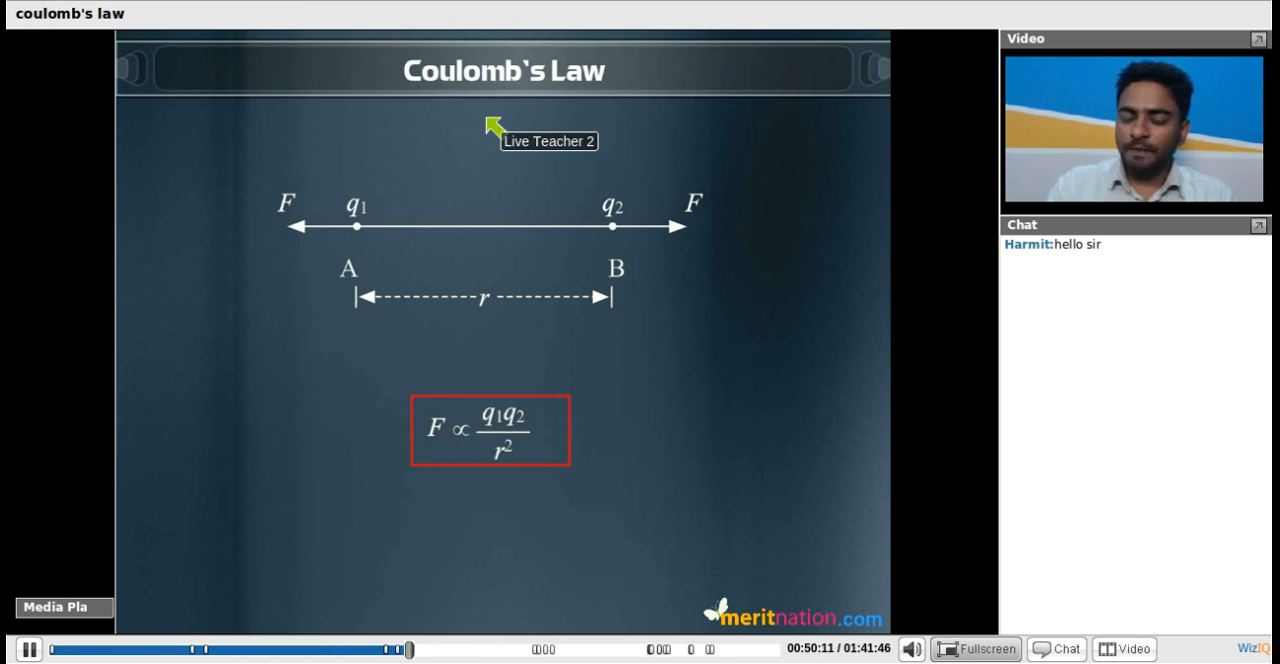 coulomb's law
Coulomb's Law
Live Teacher 2
F q1 q2 F
A B
r
F ∝ q1q2 / r²
Media Pla
meritnation.com
00:50:11 / 01:41:46
Fullscreen
Chat
Video
WizIQ
Video
Chat
Harmit:hello sir